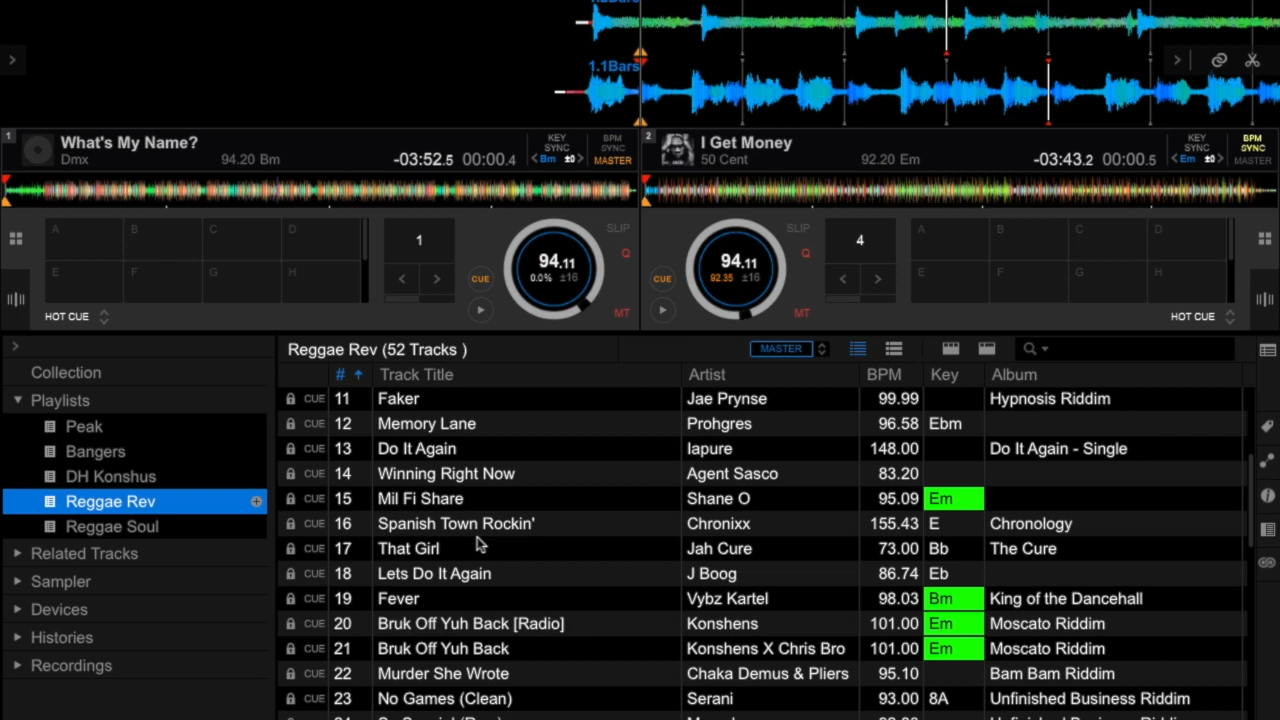 1.1Bars
1 What's My Name?
Dmx 94.20 Bm -03:52.5 00:00.4
KEY SYNC
< Bm ±0 >
BPM SYNC
MASTER
2 I Get Money
50 Cent 92.20 Em -03:43.2 00:00.5
KEY SYNC
< Em ±0 >
BPM SYNC
MASTER
A B C D
E F G H
HOT CUE
1
CUE
94.11
0.0% ±16
SLIP
Q
MT
CUE
94.11
92.35 ±16
SLIP
Q
MT
4
A B C D
E F G H
HOT CUE
Collection
Playlists
Peak
Bangers
DH Konshus
Reggae Rev
Reggae Soul
Related Tracks
Sampler
Devices
Histories
Recordings
Reggae Rev (52 Tracks )
MASTER
# Track Title Artist BPM Key Album
CUE 11 Faker Jae Prynse 99.99 Hypnosis Riddim
CUE 12 Memory Lane Prohgres 96.58 Ebm
CUE 13 Do It Again Iapure 148.00 Do It Again - Single
CUE 14 Winning Right Now Agent Sasco 83.20
CUE 15 Mil Fi Share Shane O 95.09 Em
CUE 16 Spanish Town Rockin' Chronixx 155.43 E Chronology
CUE 17 That Girl Jah Cure 73.00 Bb The Cure
CUE 18 Lets Do It Again J Boog 86.74 Eb
CUE 19 Fever Vybz Kartel 98.03 Bm King of the Dancehall
CUE 20 Bruk Off Yuh Back [Radio] Konshens 101.00 Em Moscato Riddim
CUE 21 Bruk Off Yuh Back Konshens X Chris Bro 101.00 Em Moscato Riddim
CUE 22 Murder She Wrote Chaka Demus & Pliers 95.10 Bam Bam Riddim
CUE 23 No Games (Clean) Serani 93.00 8A Unfinished Business Riddim